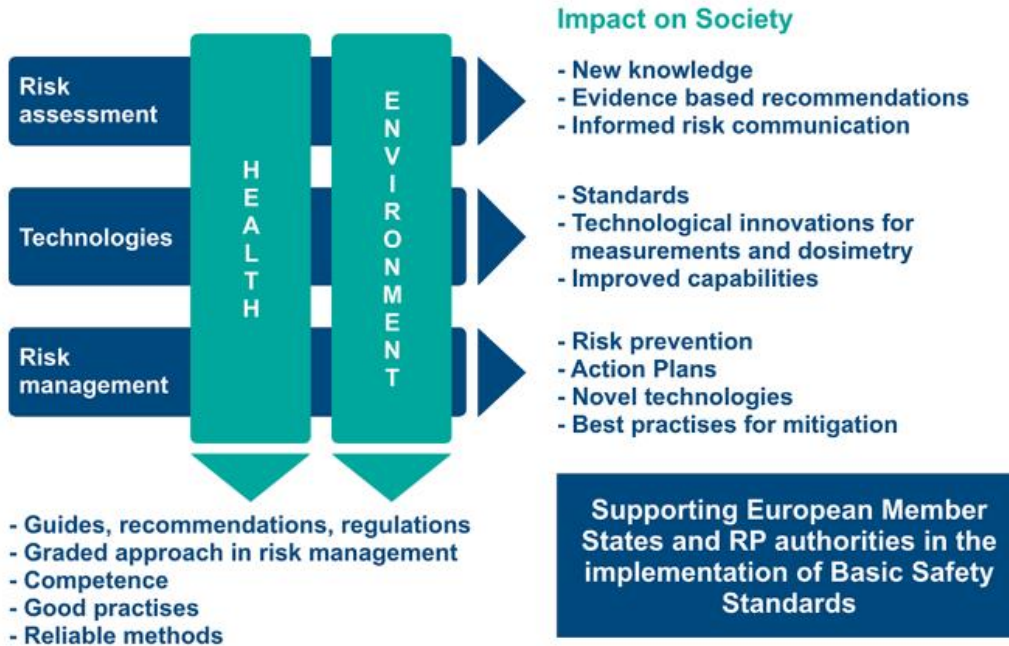 Impact on Society
Risk
assessment
- New knowledge
- Evidence based recommendations
- Informed risk communication
HEALTH
ENVIRONMENT
Technologies
- Standards
- Technological innovations for
measurements and dosimetry
- Improved capabilities
Risk
management
- Risk prevention
- Action Plans
- Novel technologies
- Best practises for mitigation
- Guides, recommendations, regulations
- Graded approach in risk management
- Competence
- Good practises
- Reliable methods
Supporting European Member
States and RP authorities in the
implementation of Basic Safety
Standards